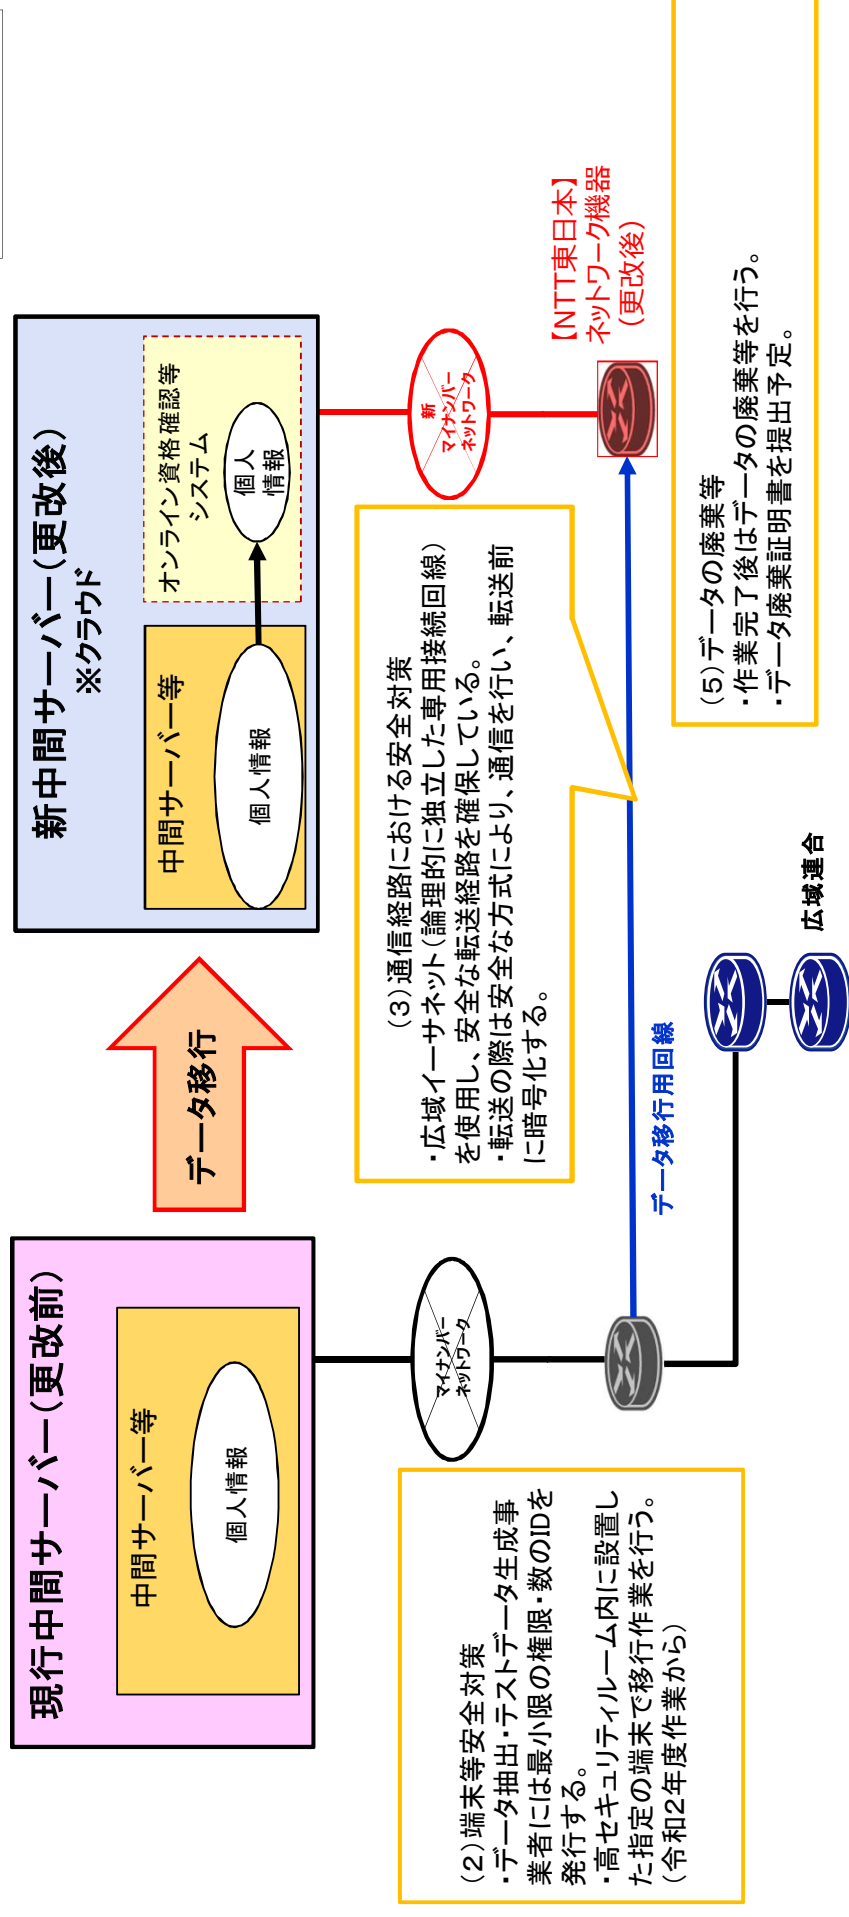 現行中間サーバー(更改前)
中間サーバー等
個人情報
データ移行
新中間サーバー(更改後)
※クラウド
中間サーバー等
個人情報
オンライン資格確認等
システム
個人
情報
マイナンバー
ネットワーク
新
マイナンバー
ネットワーク
(3)通信経路における安全対策
・広域イーサネット(論理的に独立した専用接続回線)
を使用し、安全な転送経路を確保している。
・転送の際は安全な方式により、通信を行い、転送前
に暗号化する。
【NTT東日本】
ネットワーク機器
(更改後)
(2)端末等安全対策
・データ抽出・テストデータ生成事
業者には最小限の権限・数のIDを
発行する。
・高セキュリティルーム内に設置し
た指定の端末で移行作業を行う。
(令和2年度作業から)
データ移行用回線
広域連合
(5)データの廃棄等
・作業完了後はデータの廃棄等を行う。
・データ廃棄証明書を提出予定。